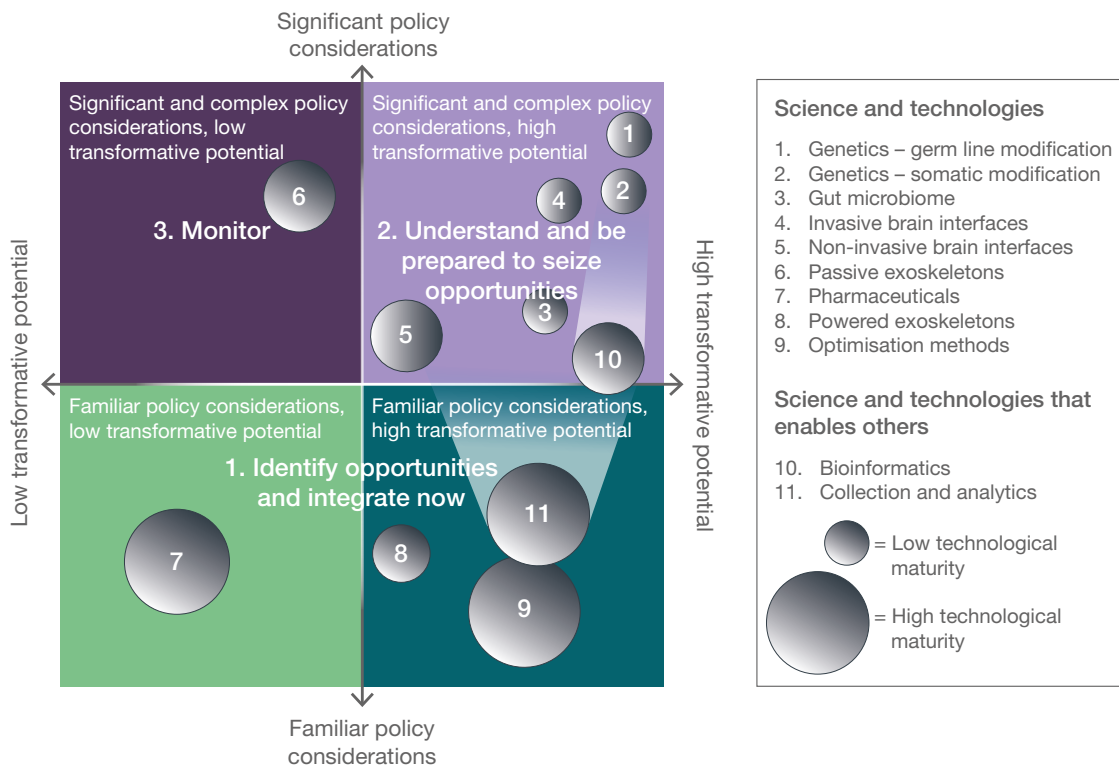 Significant policy
considerations
Significant and complex policy
considerations, low
transformative potential
6
3. Monitor
Significant and complex policy
considerations, high
transformative potential
1
2
4
2. Understand and be
prepared to seize
opportunities
3
5
10
Low transformative potential
High transformative potential
Familiar policy considerations,
low transformative potential
Familiar policy considerations,
high transformative potential
1. Identify opportunities
and integrate now
11
7
8
9
Familiar policy
considerations
Science and technologies
1. Genetics – germ line modification
2. Genetics – somatic modification
3. Gut microbiome
4. Invasive brain interfaces
5. Non-invasive brain interfaces
6. Passive exoskeletons
7. Pharmaceuticals
8. Powered exoskeletons
9. Optimisation methods
Science and technologies that
enables others
10. Bioinformatics
11. Collection and analytics
= Low technological
maturity
= High technological
maturity